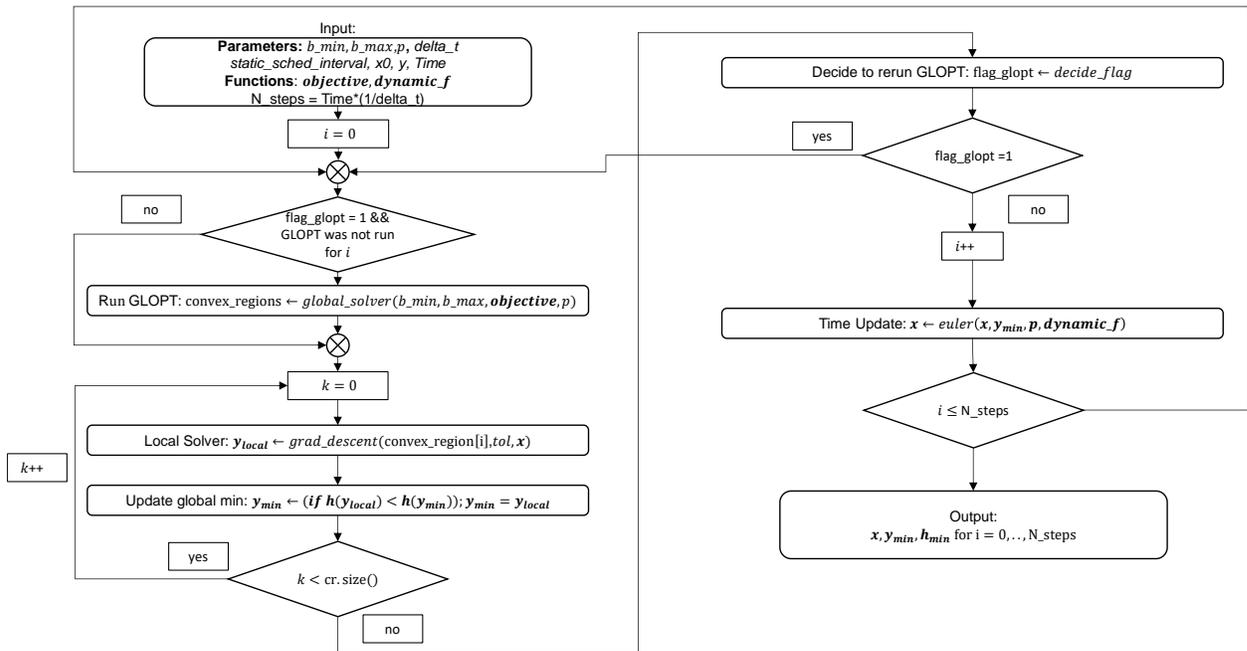 Input:
Parameters: b_min, b_max,p, delta_t
static_sched_interval, x0, y, Time
Functions: objective, dynamic_f
N_steps = Time*(1/delta_t)
i = 0
no
flag_glopt = 1 &&
GLOPT was not run
for i
Run GLOPT: convex_regions ← global_solver(b_min, b_max, objective, p)
k = 0
Local Solver: y_local ← grad_descent(convex_region[i],tol, x)
k++
Update global min: y_min ← (if h(y_local) < h(y_min)); y_min = y_local
yes
k < cr. size()
no
Decide to rerun GLOPT: flag_glopt ← decide_flag
yes
flag_glopt =1
no
i++
Time Update: x ← euler(x, y_min, p, dynamic_f)
i ≤ N_steps
Output:
x, y_min, h_min for i = 0, . . , N_steps